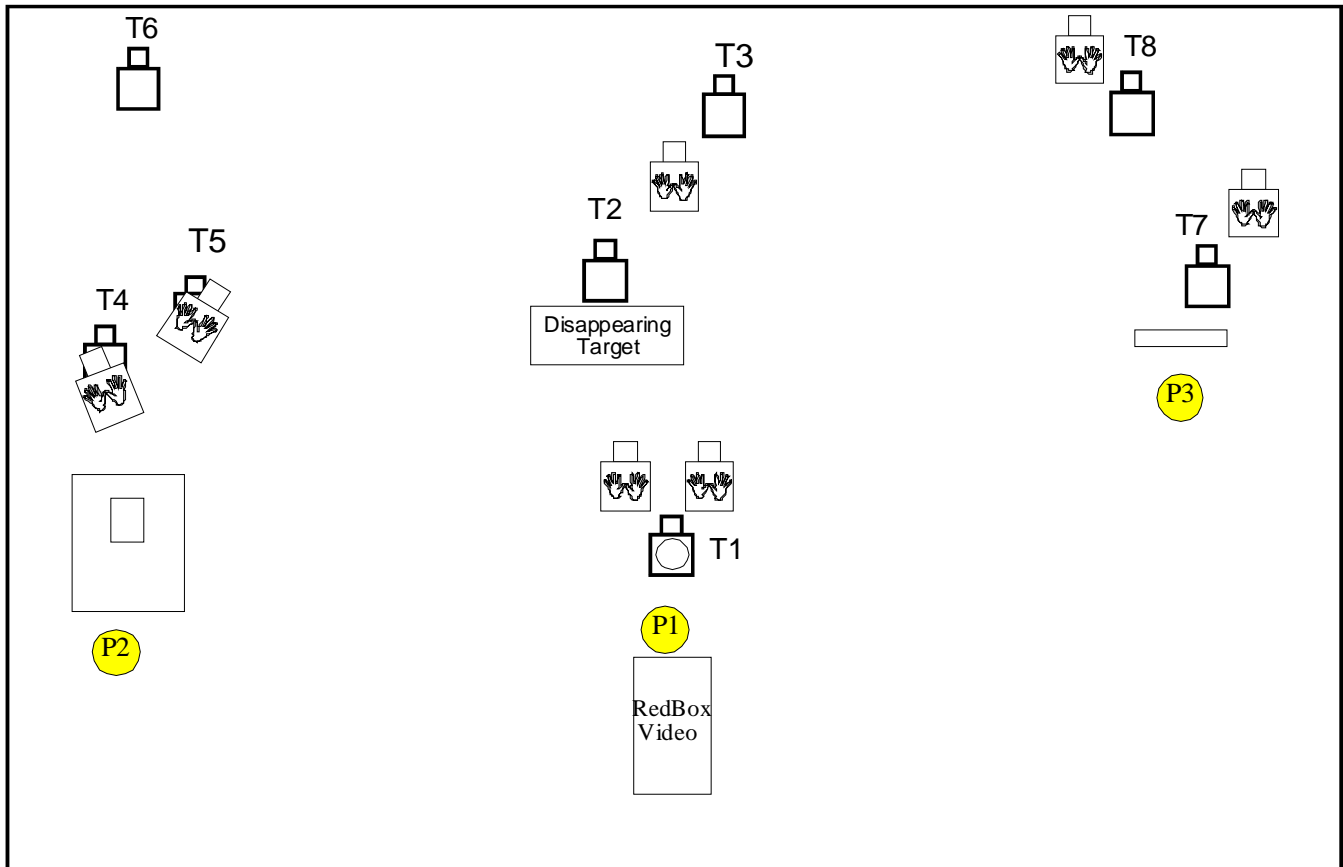 T6
T3
T8
T2
T7
T5
T4
Disappearing
Target
P3
T1
P1
P2
RedBox
Video